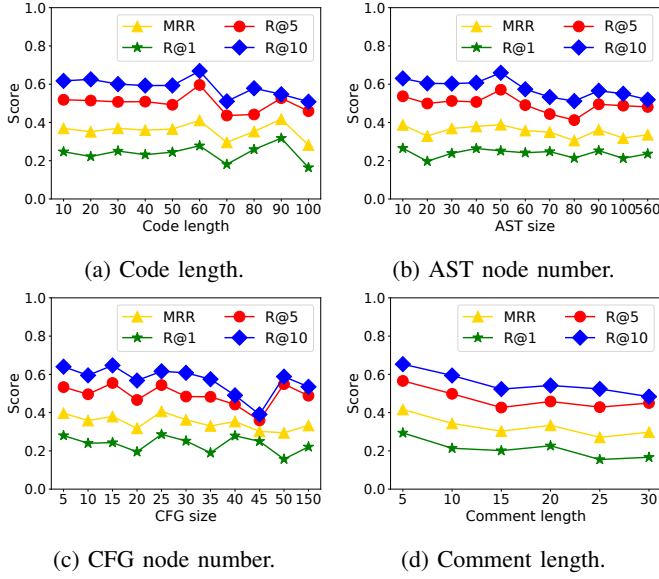 1.0
0.8
0.6
0.4
0.2
0.0
Score
MRR
R@1
R@5
R@10
10 20 30 40 50 60 70 80 90 100
Code length
(a) Code length.
1.0
0.8
0.6
0.4
0.2
0.0
Score
MRR
R@1
R@5
R@10
10 20 30 40 50 60 70 80 90 100 560
AST size
(b) AST node number.
1.0
0.8
0.6
0.4
0.2
0.0
Score
MRR
R@1
R@5
R@10
5 10 15 20 25 30 35 40 45 50 150
CFG size
(c) CFG node number.
1.0
0.8
0.6
0.4
0.2
0.0
Score
MRR
R@1
R@5
R@10
5 10 15 20 25 30
Comment length
(d) Comment length.